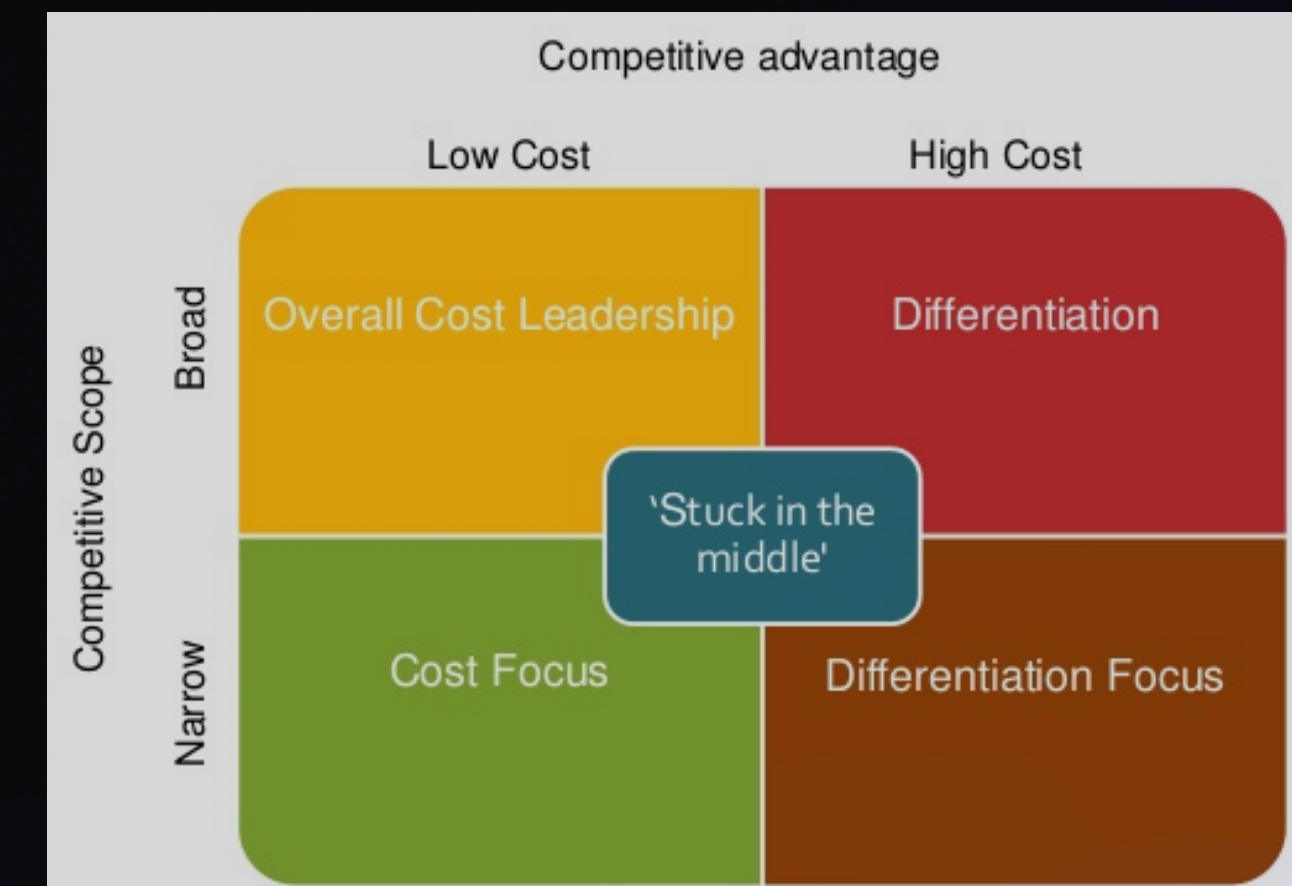 Competitive advantage
Low Cost
High Cost
Competitive Scope
Broad
Overall Cost Leadership
Differentiation
‘Stuck in the
middle'
Narrow
Cost Focus
Differentiation Focus